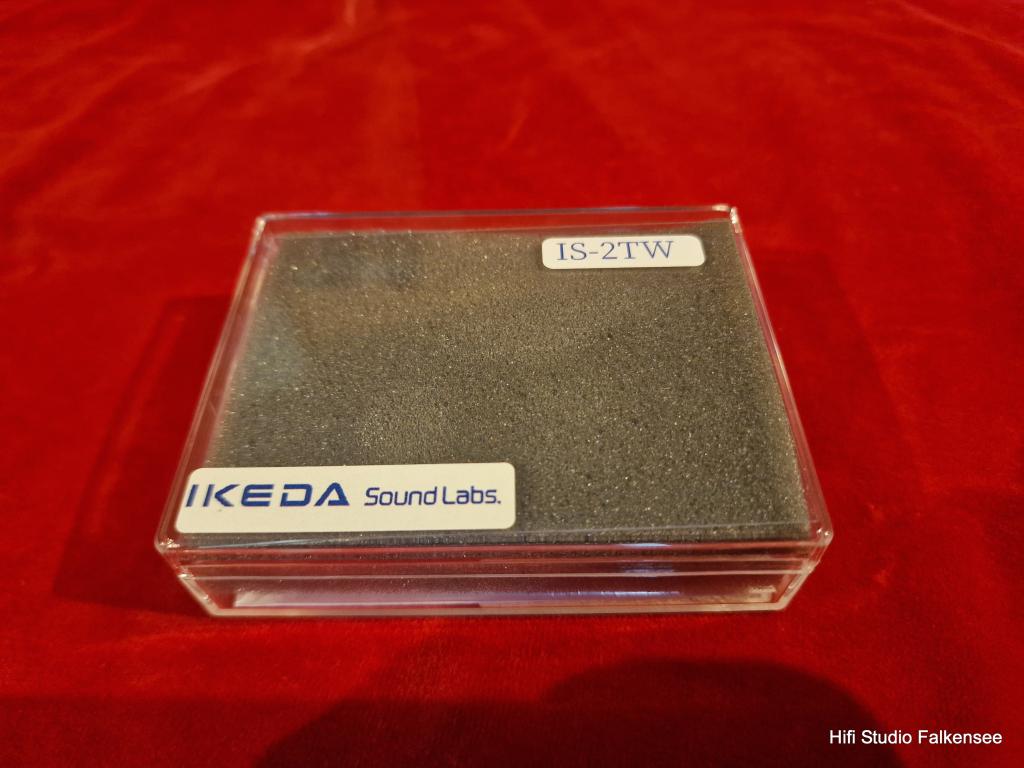 IS-2TW
IKEDA Sound Labs.
Hifi Studio Falkensee